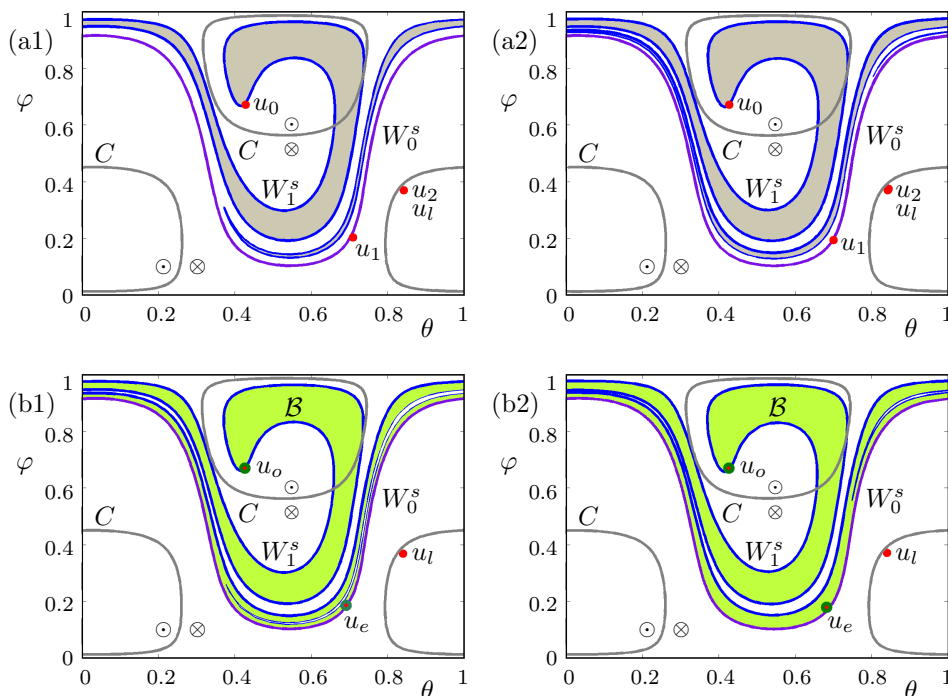 (a1)
φ
1
0.8
0.6
0.4
0.2
0
C
u₀
⊙
C
⊗
W₁ˢ
W₀ˢ
u₂
uₗ
u₁
⊙ ⊗
0 0.2 0.4 0.6 0.8 1
θ
(a2)
φ
1
0.8
0.6
0.4
0.2
0
C
u₀
⊙
C
⊗
W₁ˢ
W₀ˢ
u₂
uₗ
u₁
⊙ ⊗
0 0.2 0.4 0.6 0.8 1
θ
(b1)
φ
1
0.8
0.6
0.4
0.2
0
C
ℬ
uₒ
⊙
C
⊗
W₁ˢ
W₀ˢ
uₗ
uₑ
⊙ ⊗
0 0.2 0.4 0.6 0.8 1
θ
(b2)
φ
1
0.8
0.6
0.4
0.2
0
C
ℬ
uₒ
⊙
C
⊗
W₁ˢ
W₀ˢ
uₗ
uₑ
⊙ ⊗
0 0.2 0.4 0.6 0.8 1
θ